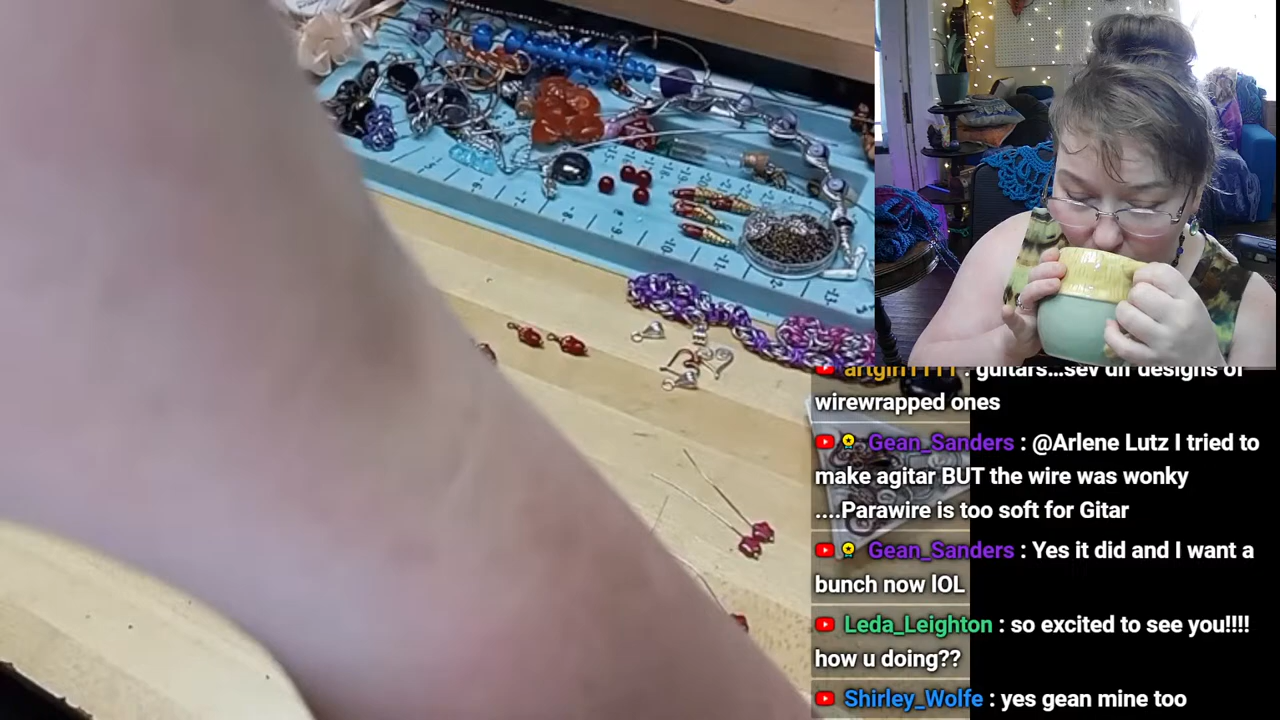 : guitars...sev dif designs of
wirewrapped ones
Gean_Sanders : @Arlene Lutz I tried to
make agitar BUT the wire was wonky
....Parawire is too soft for Gitar
Gean_Sanders : Yes it did and I want a
bunch now lOL
Leda_Leighton : so excited to see you!!!!
how u doing??
Shirley_Wolfe : yes gean mine too